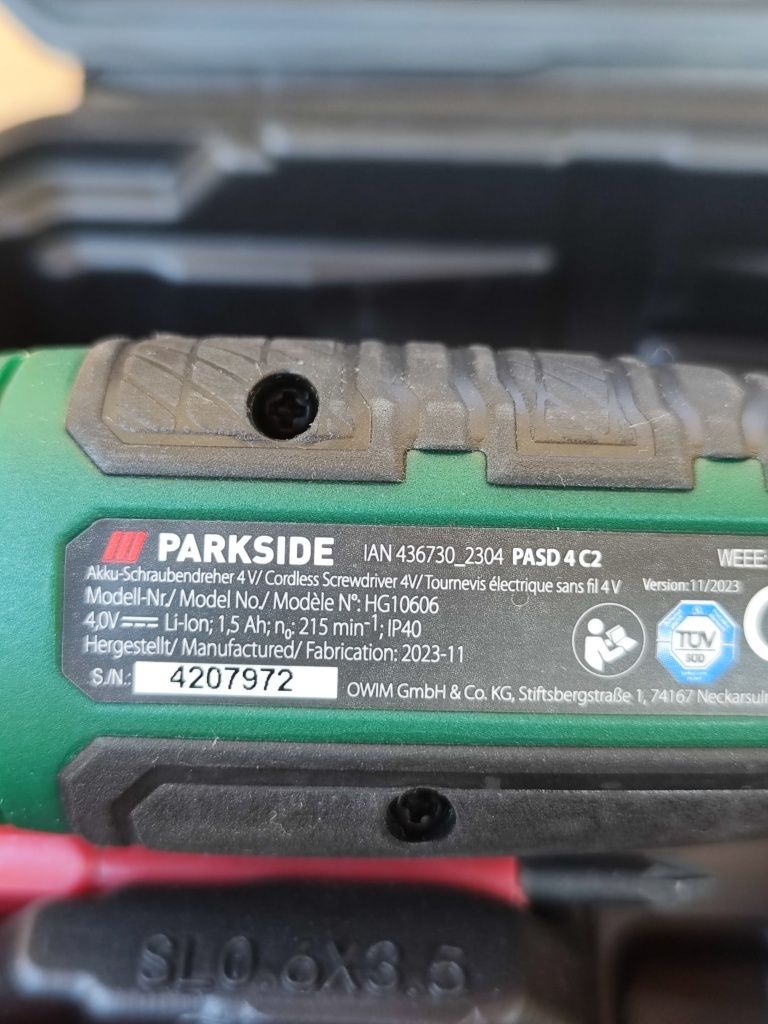 PARKSIDE IAN 436730_2304 PASD 4 C2 WEEE:
Akku-Schraubendreher 4V/ Cordless Screwdriver 4V/ Tournevis électrique sans fil 4 V Version: 11/2023
Modell-Nr./ Model No./ Modèle N°: HG10606
4,0V Li-Ion; 1,5 Ah; n₀: 215 min⁻¹; IP40
Hergestellt/ Manufactured/ Fabrication: 2023-11
TÜV
SÜD
S/N.: 4207972 OWIM GmbH & Co. KG, Stiftsbergstraße 1, 74167 Neckarsulm
SL0.6X3.5